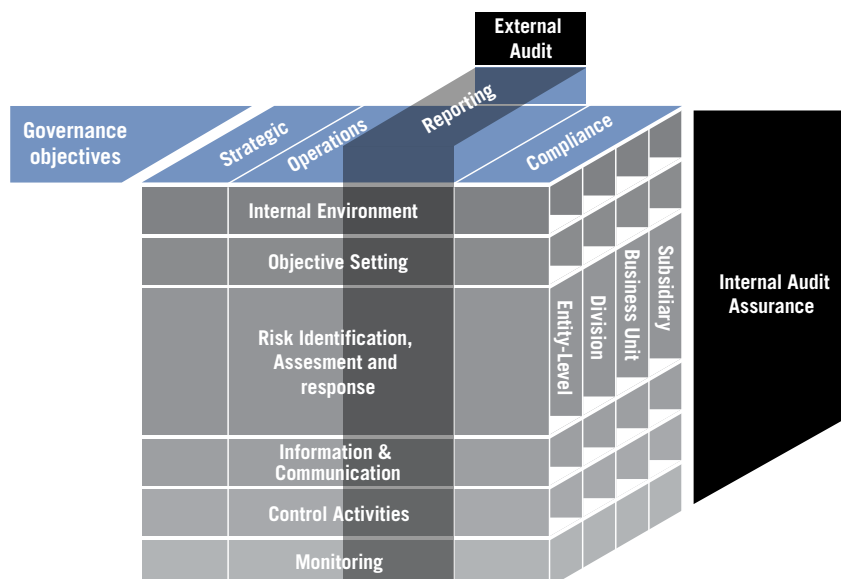 External
Audit
Governance
objectives
Strategic
Operations
Reporting
Compliance
Internal Environment
Objective Setting
Risk Identification,
Assesment and
response
Information &
Communication
Control Activities
Monitoring
Entity-Level
Division
Business Unit
Subsidiary
Internal Audit
Assurance